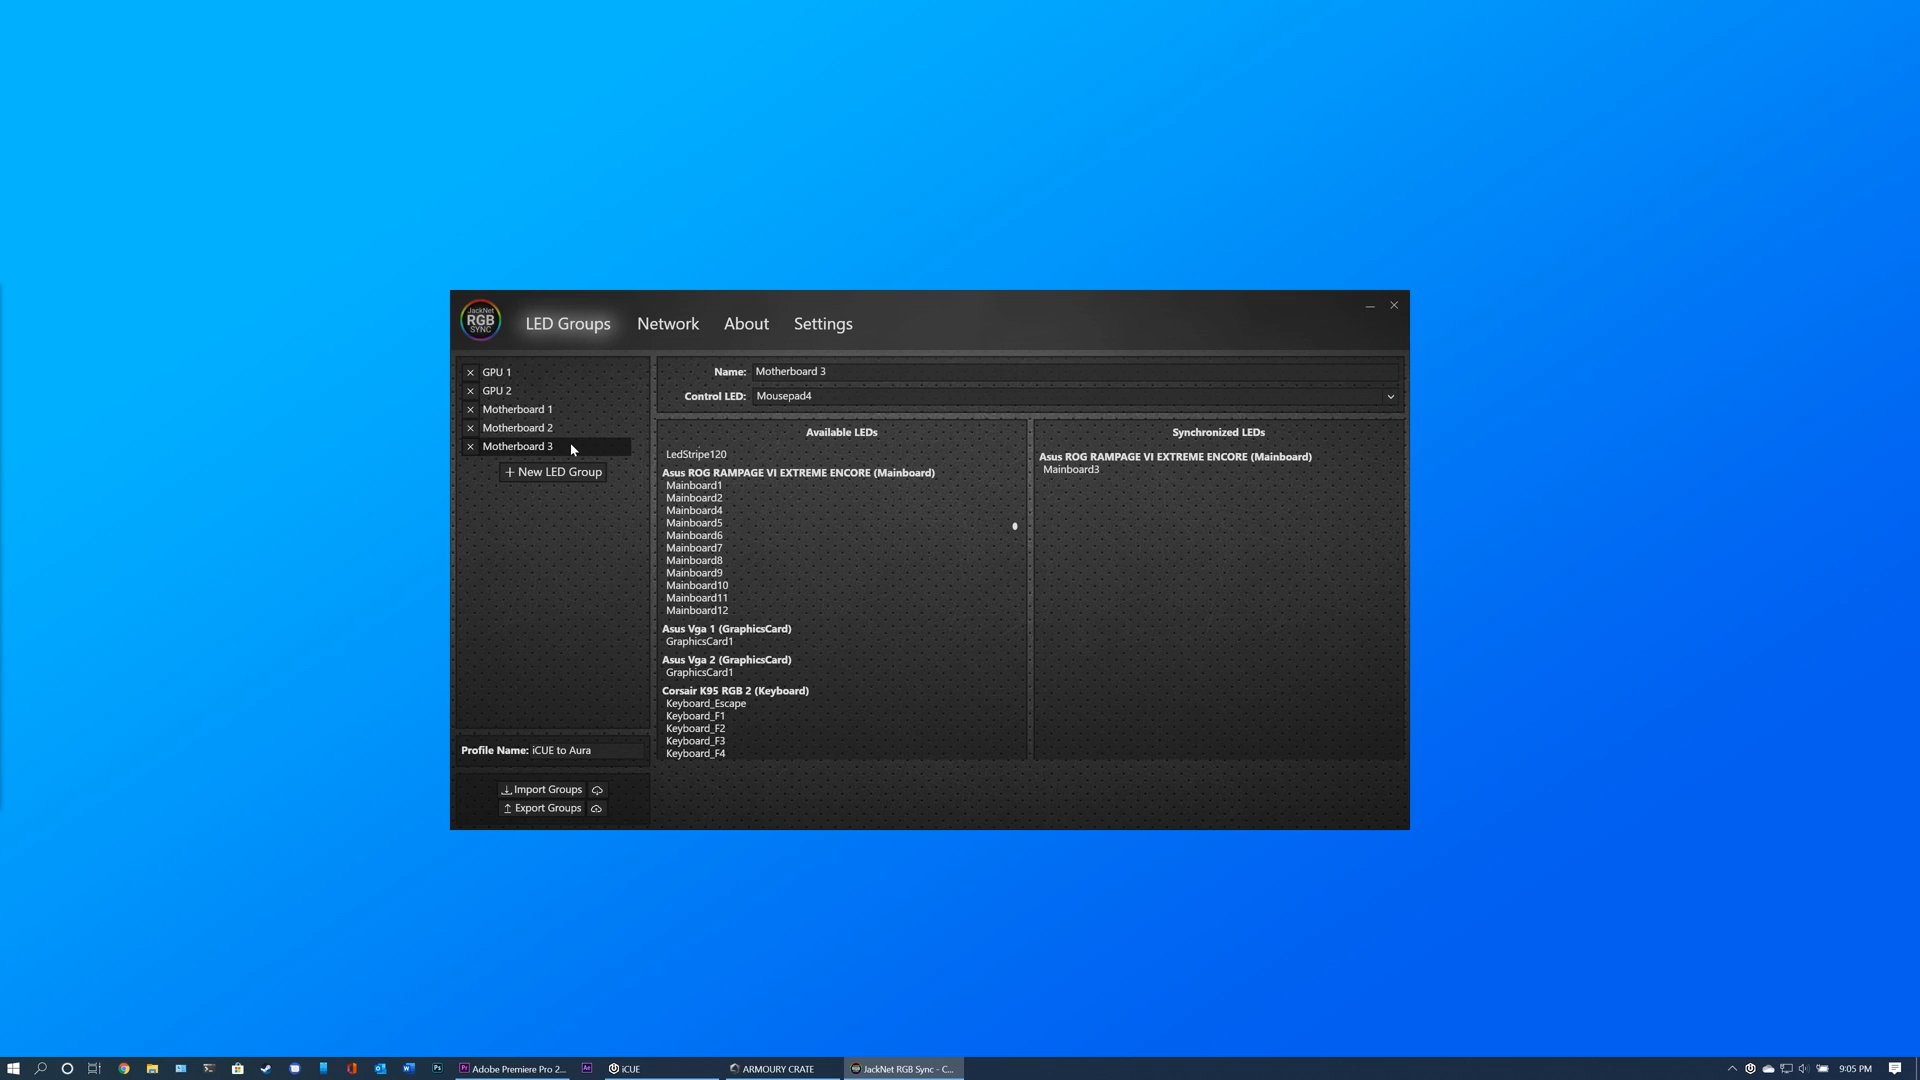 JackNet
RGB
SYNC
LED Groups
Network
About
Settings
GPU 1
GPU 2
Motherboard 1
Motherboard 2
Motherboard 3
+ New LED Group
Profile Name: iCUE to Aura
Import Groups
Export Groups
Name: Motherboard 3
Control LED: Mousepad4
Available LEDs
LedStripe120
Asus ROG RAMPAGE VI EXTREME ENCORE (Mainboard)
Mainboard1
Mainboard2
Mainboard4
Mainboard5
Mainboard6
Mainboard7
Mainboard8
Mainboard9
Mainboard10
Mainboard11
Mainboard12
Asus Vga 1 (GraphicsCard)
GraphicsCard1
Asus Vga 2 (GraphicsCard)
GraphicsCard1
Corsair K95 RGB 2 (Keyboard)
Keyboard_Escape
Keyboard_F1
Keyboard_F2
Keyboard_F3
Keyboard_F4
Synchronized LEDs
Asus ROG RAMPAGE VI EXTREME ENCORE (Mainboard)
Mainboard3
Ps
Pr
Adobe Premiere Pro 2...
Ae
iCUE
ARMOURY CRATE
JackNet RGB Sync - C...
9:05 PM